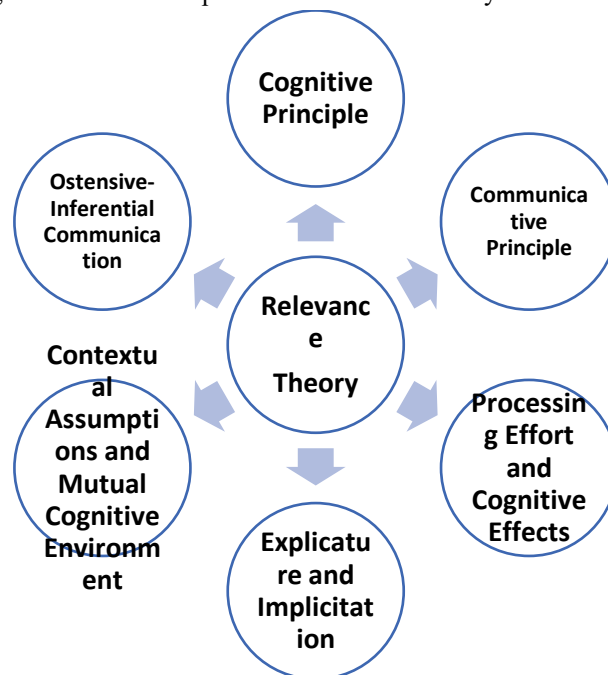 Cognitive
Principle
Communica
tive
Principle
Processin
g Effort
and
Cognitive
Effects
Explicatu
re and
Implicitat
ion
Contextu
al
Assumpti
ons and
Mutual
Cognitive
Environm
ent
Ostensive-
Inferential
Communica
tion
Relevanc
e
Theory